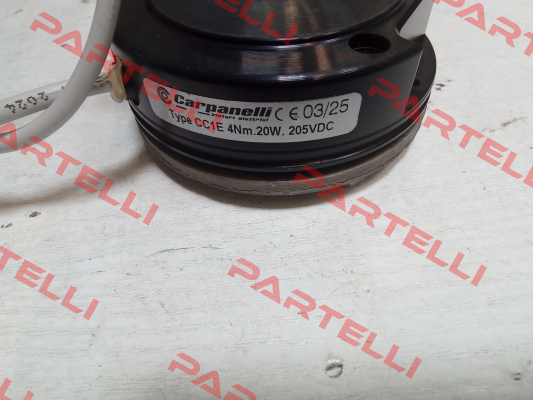 Carpanelli CE 03/25
Motori elettrici
Type CC1E 4Nm.20W. 205VDC
2024
PARTELLI
PARTELLI
PARTELLI
PARTELLI
PARTELLI
PARTELLI